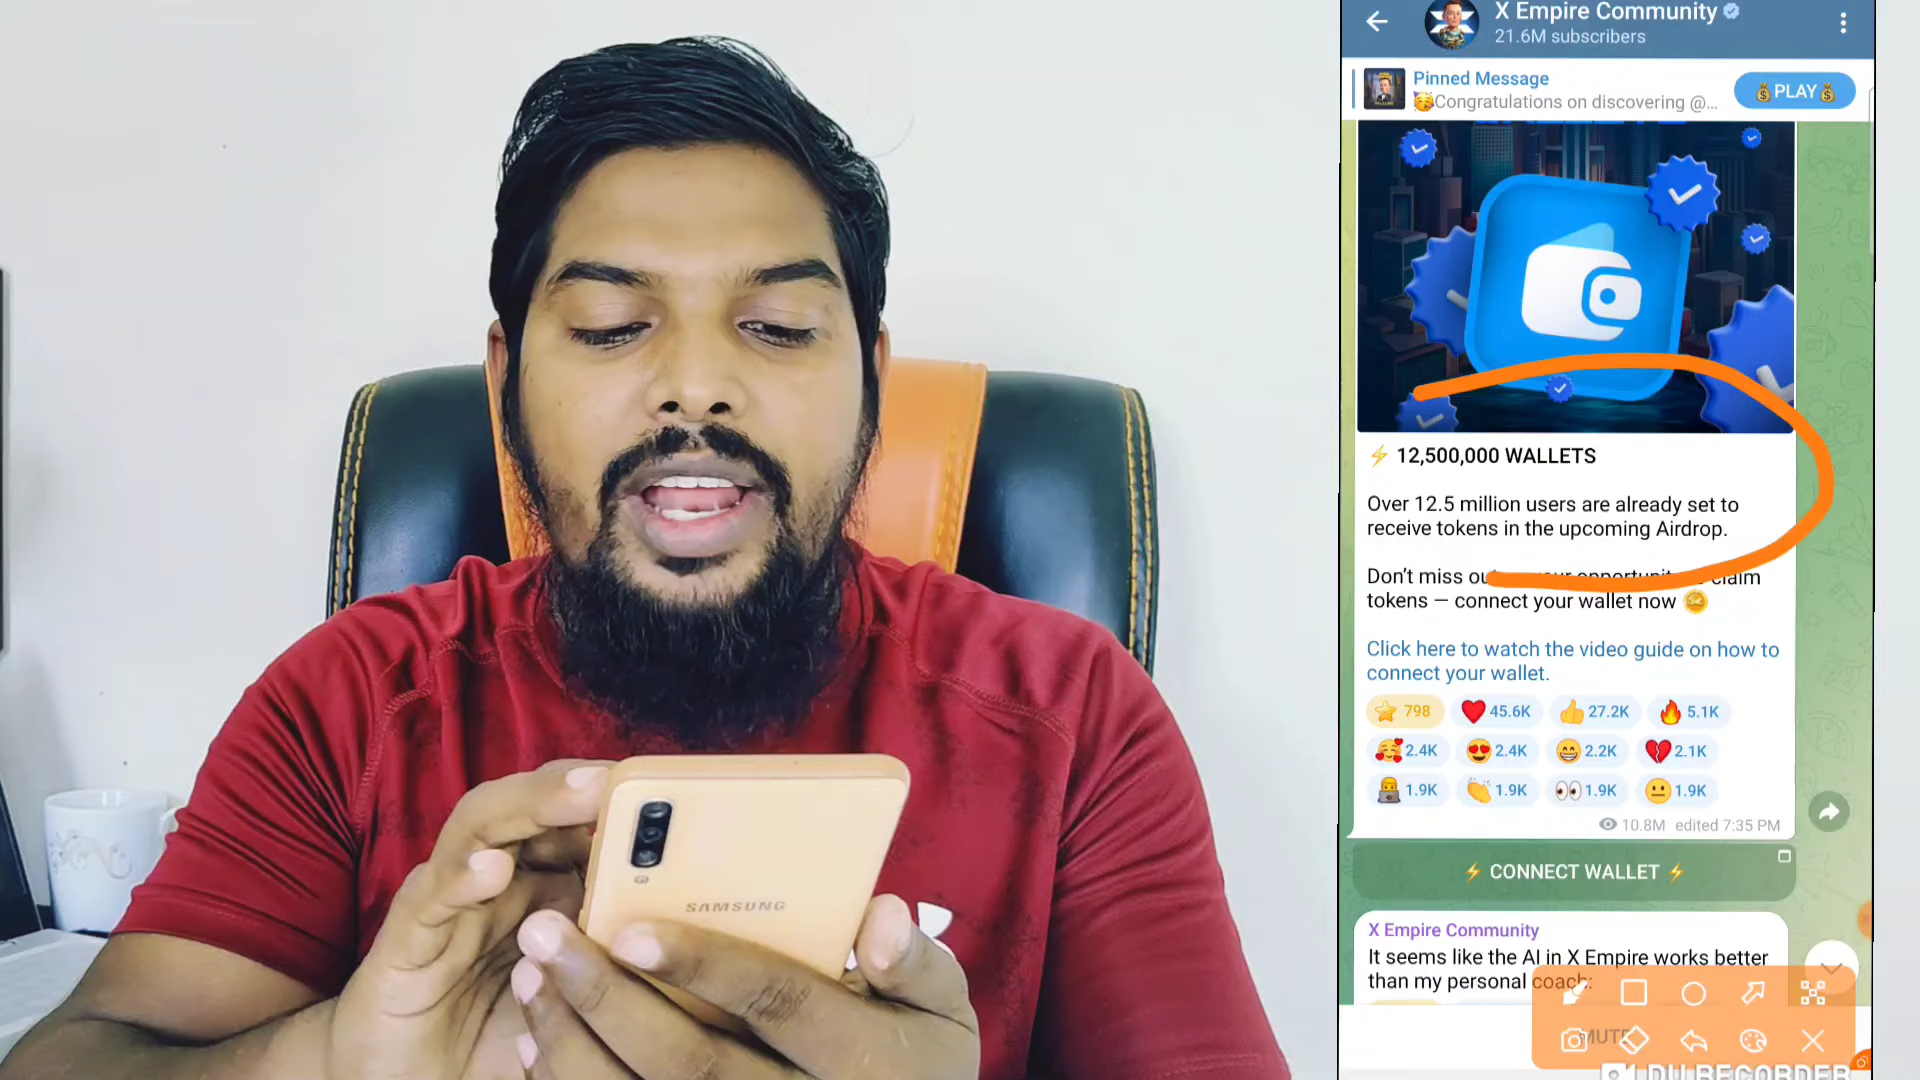 X Empire Community
21.6M subscribers
Pinned Message
🥳Congratulations on discovering @...
💰PLAY💰
⚡ 12,500,000 WALLETS
Over 12.5 million users are already set to
receive tokens in the upcoming Airdrop.
Don't miss claim
tokens — connect your wallet now 🪙
Click here to watch the video guide on how to
connect your wallet.
798 45.6K 27.2K 5.1K
2.4K 2.4K 2.2K 2.1K
1.9K 1.9K 1.9K 1.9K
10.8M edited 7:35 PM
⚡ CONNECT WALLET ⚡
X Empire Community
It seems like the AI in X Empire works better
than my personal coach:
MUTE
DU RECORDER
SAMSUNG